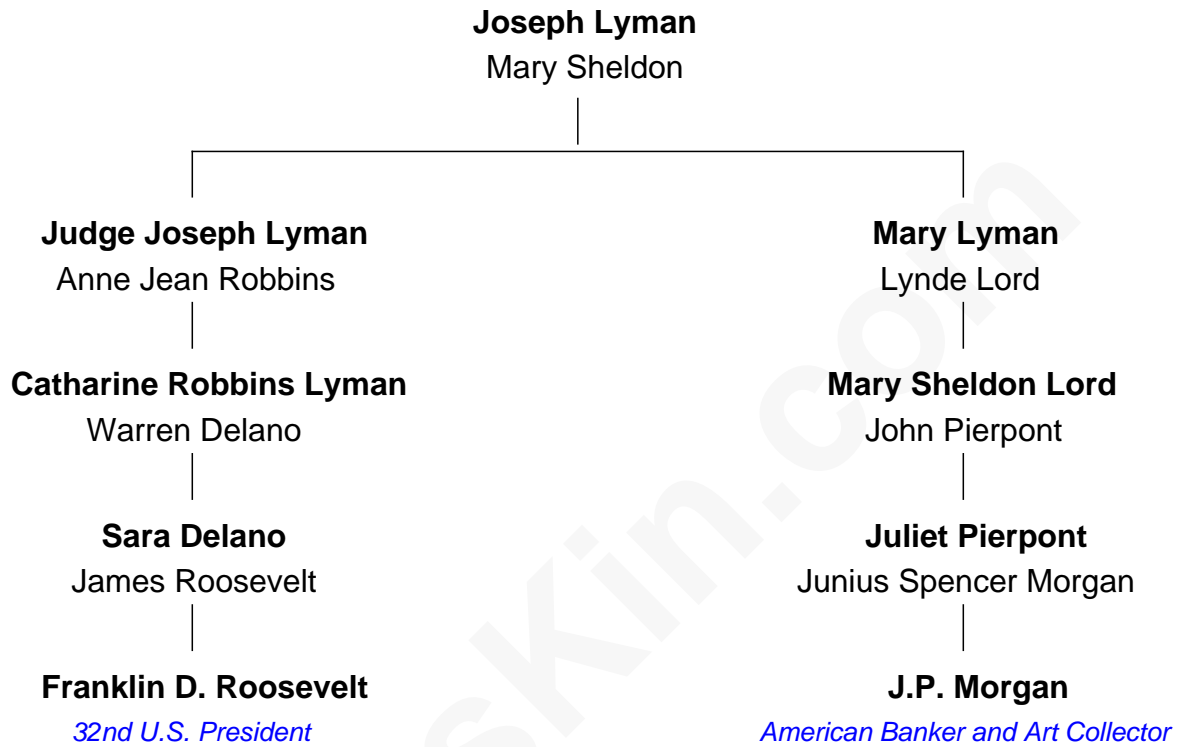 Joseph Lyman
Mary Sheldon
Judge Joseph Lyman
Anne Jean Robbins
Mary Lyman
Lynde Lord
Catharine Robbins Lyman
Warren Delano
Mary Sheldon Lord
John Pierpont
Sara Delano
James Roosevelt
Juliet Pierpont
Junius Spencer Morgan
Franklin D. Roosevelt
32nd U.S. President
J.P. Morgan
American Banker and Art Collector
sKin.com